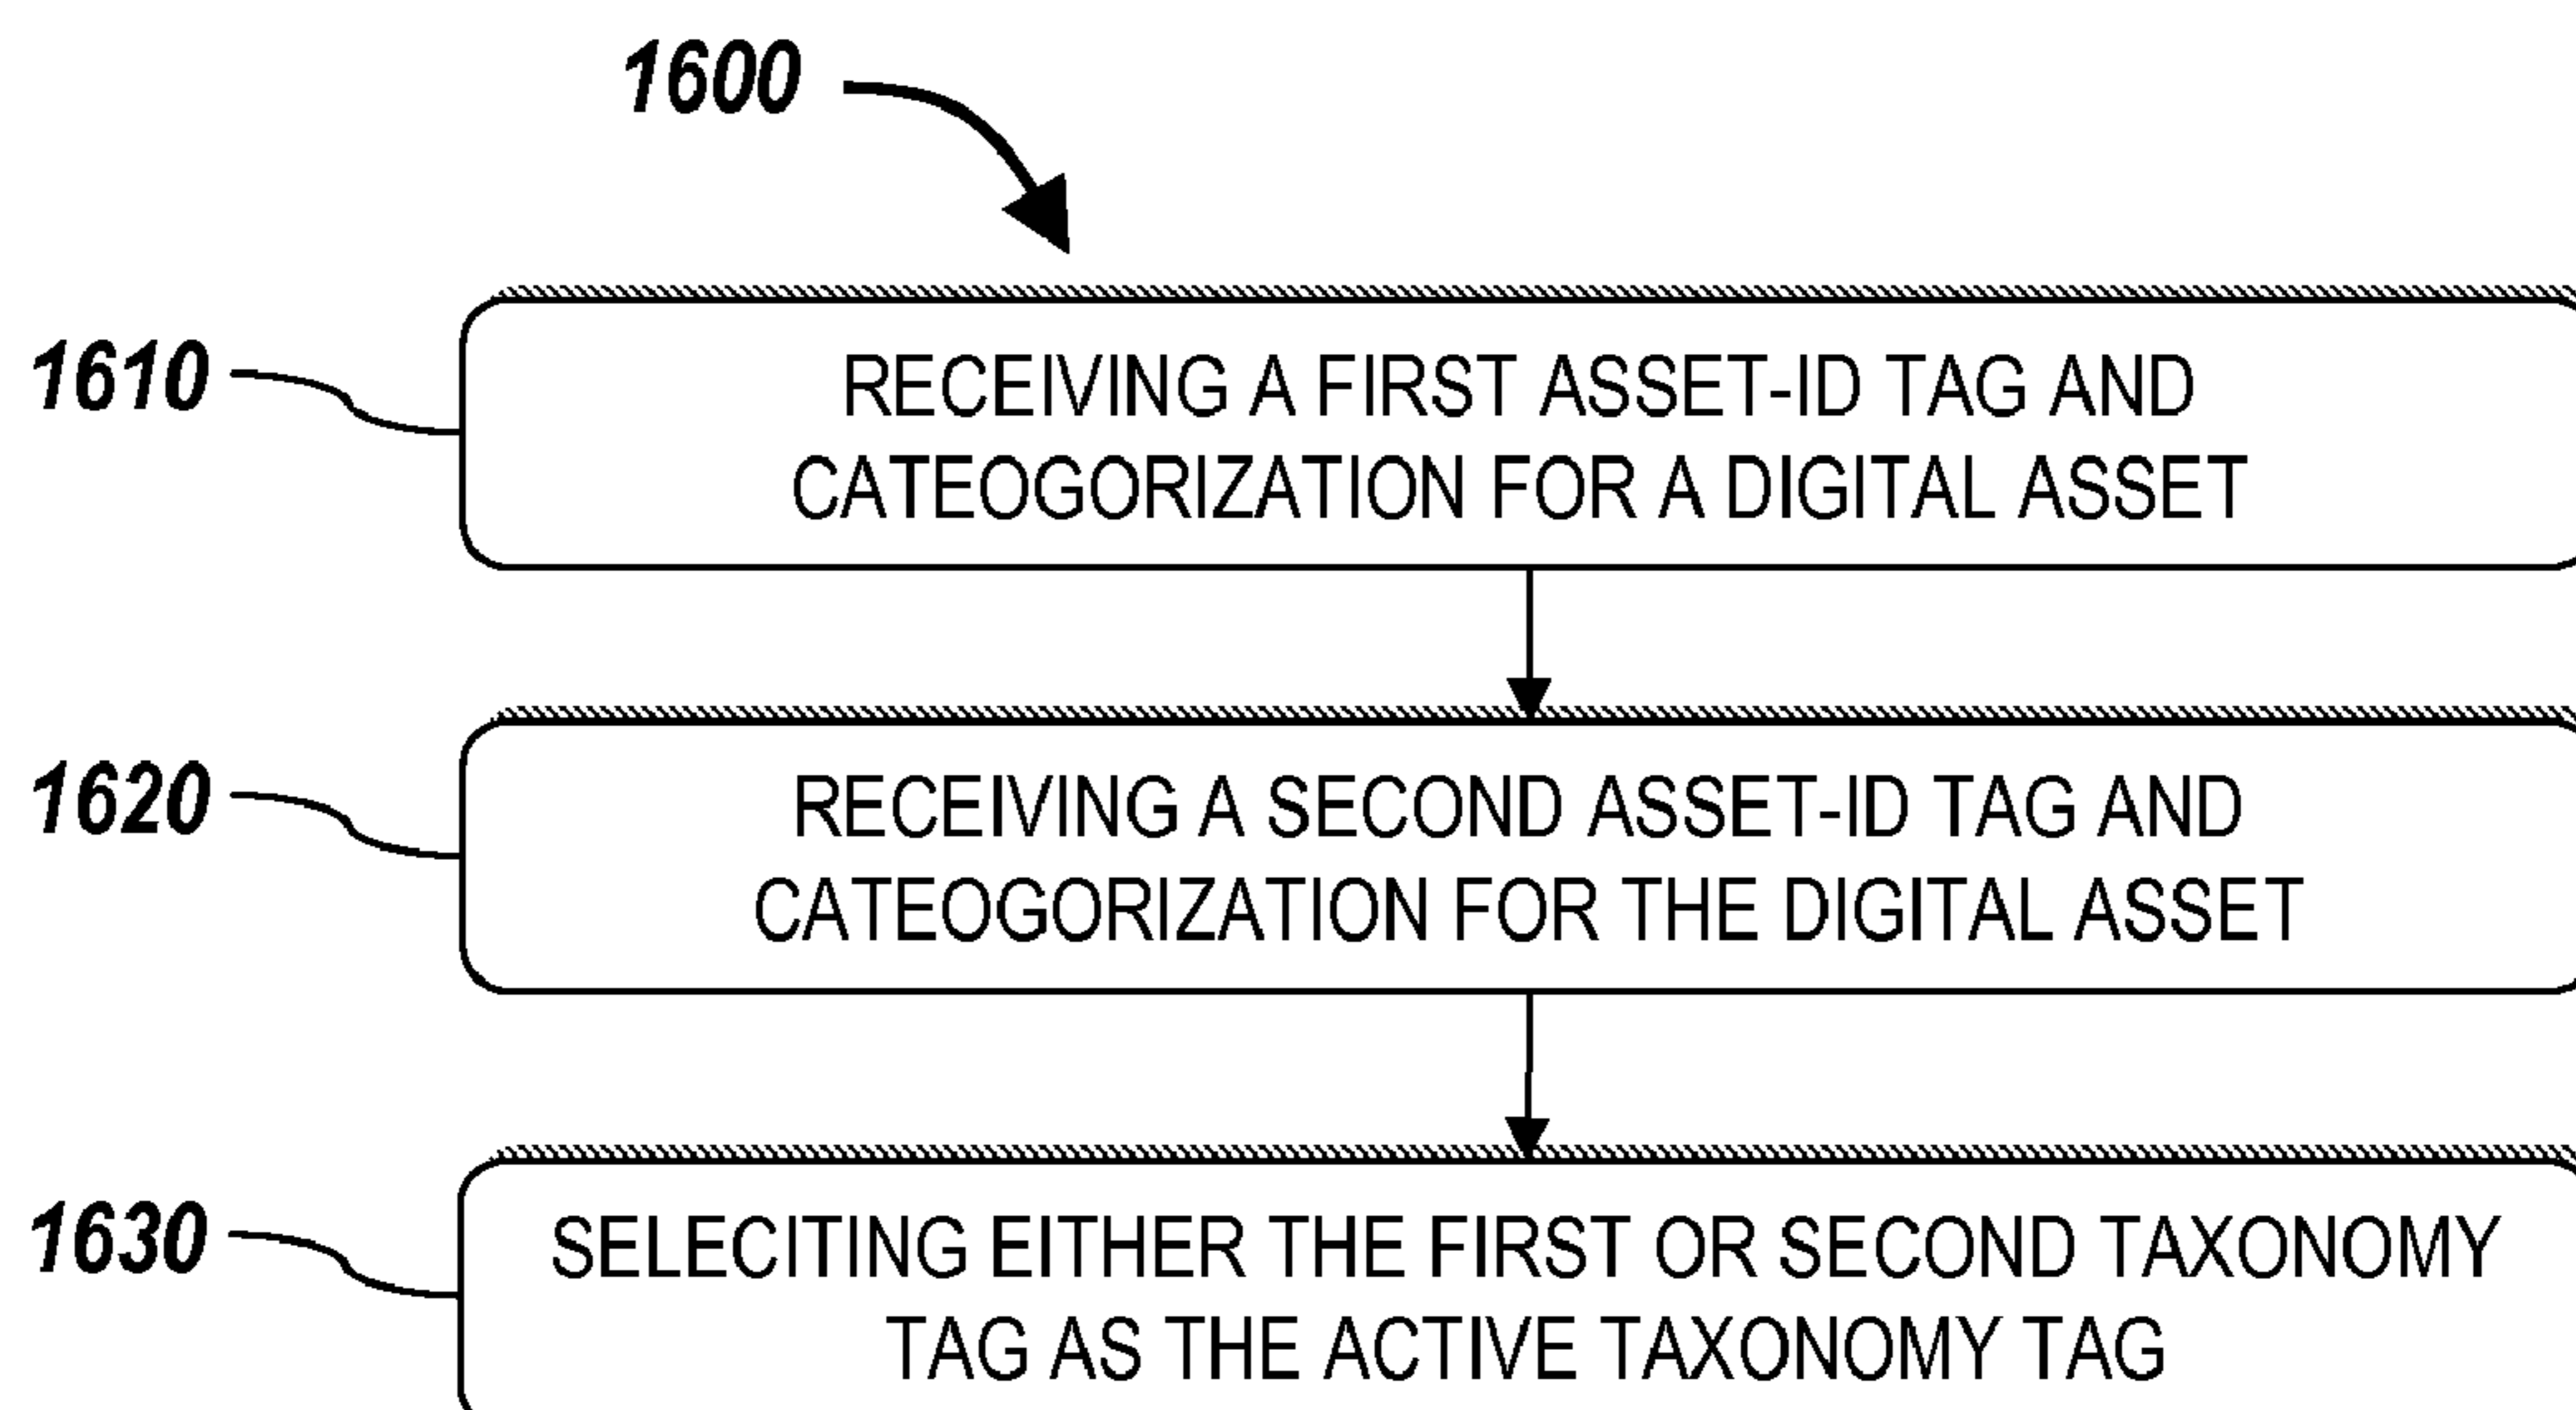 1600
1610
RECEIVING A FIRST ASSET-ID TAG AND
CATEOGORIZATION FOR A DIGITAL ASSET
1620
RECEIVING A SECOND ASSET-ID TAG AND
CATEOGORIZATION FOR THE DIGITAL ASSET
1630
SELECITING EITHER THE FIRST OR SECOND TAXONOMY
TAG AS THE ACTIVE TAXONOMY TAG